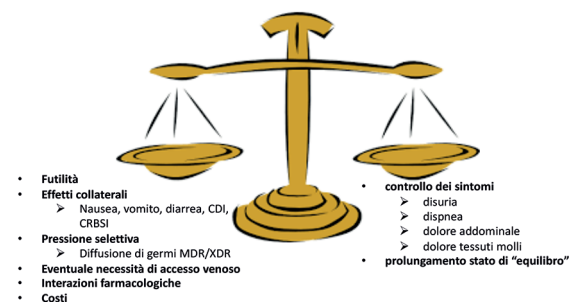 • Futilità
• Effetti collaterali
➢ Nausea, vomito, diarrea, CDI,
CRBSI
• Pressione selettiva
➢ Diffusione di germi MDR/XDR
• Eventuale necessità di accesso venoso
• Interazioni farmacologiche
• Costi
• controllo dei sintomi
➢ disuria
➢ dispnea
➢ dolore addominale
➢ dolore tessuti molli
• prolungamento stato di “equilibro”